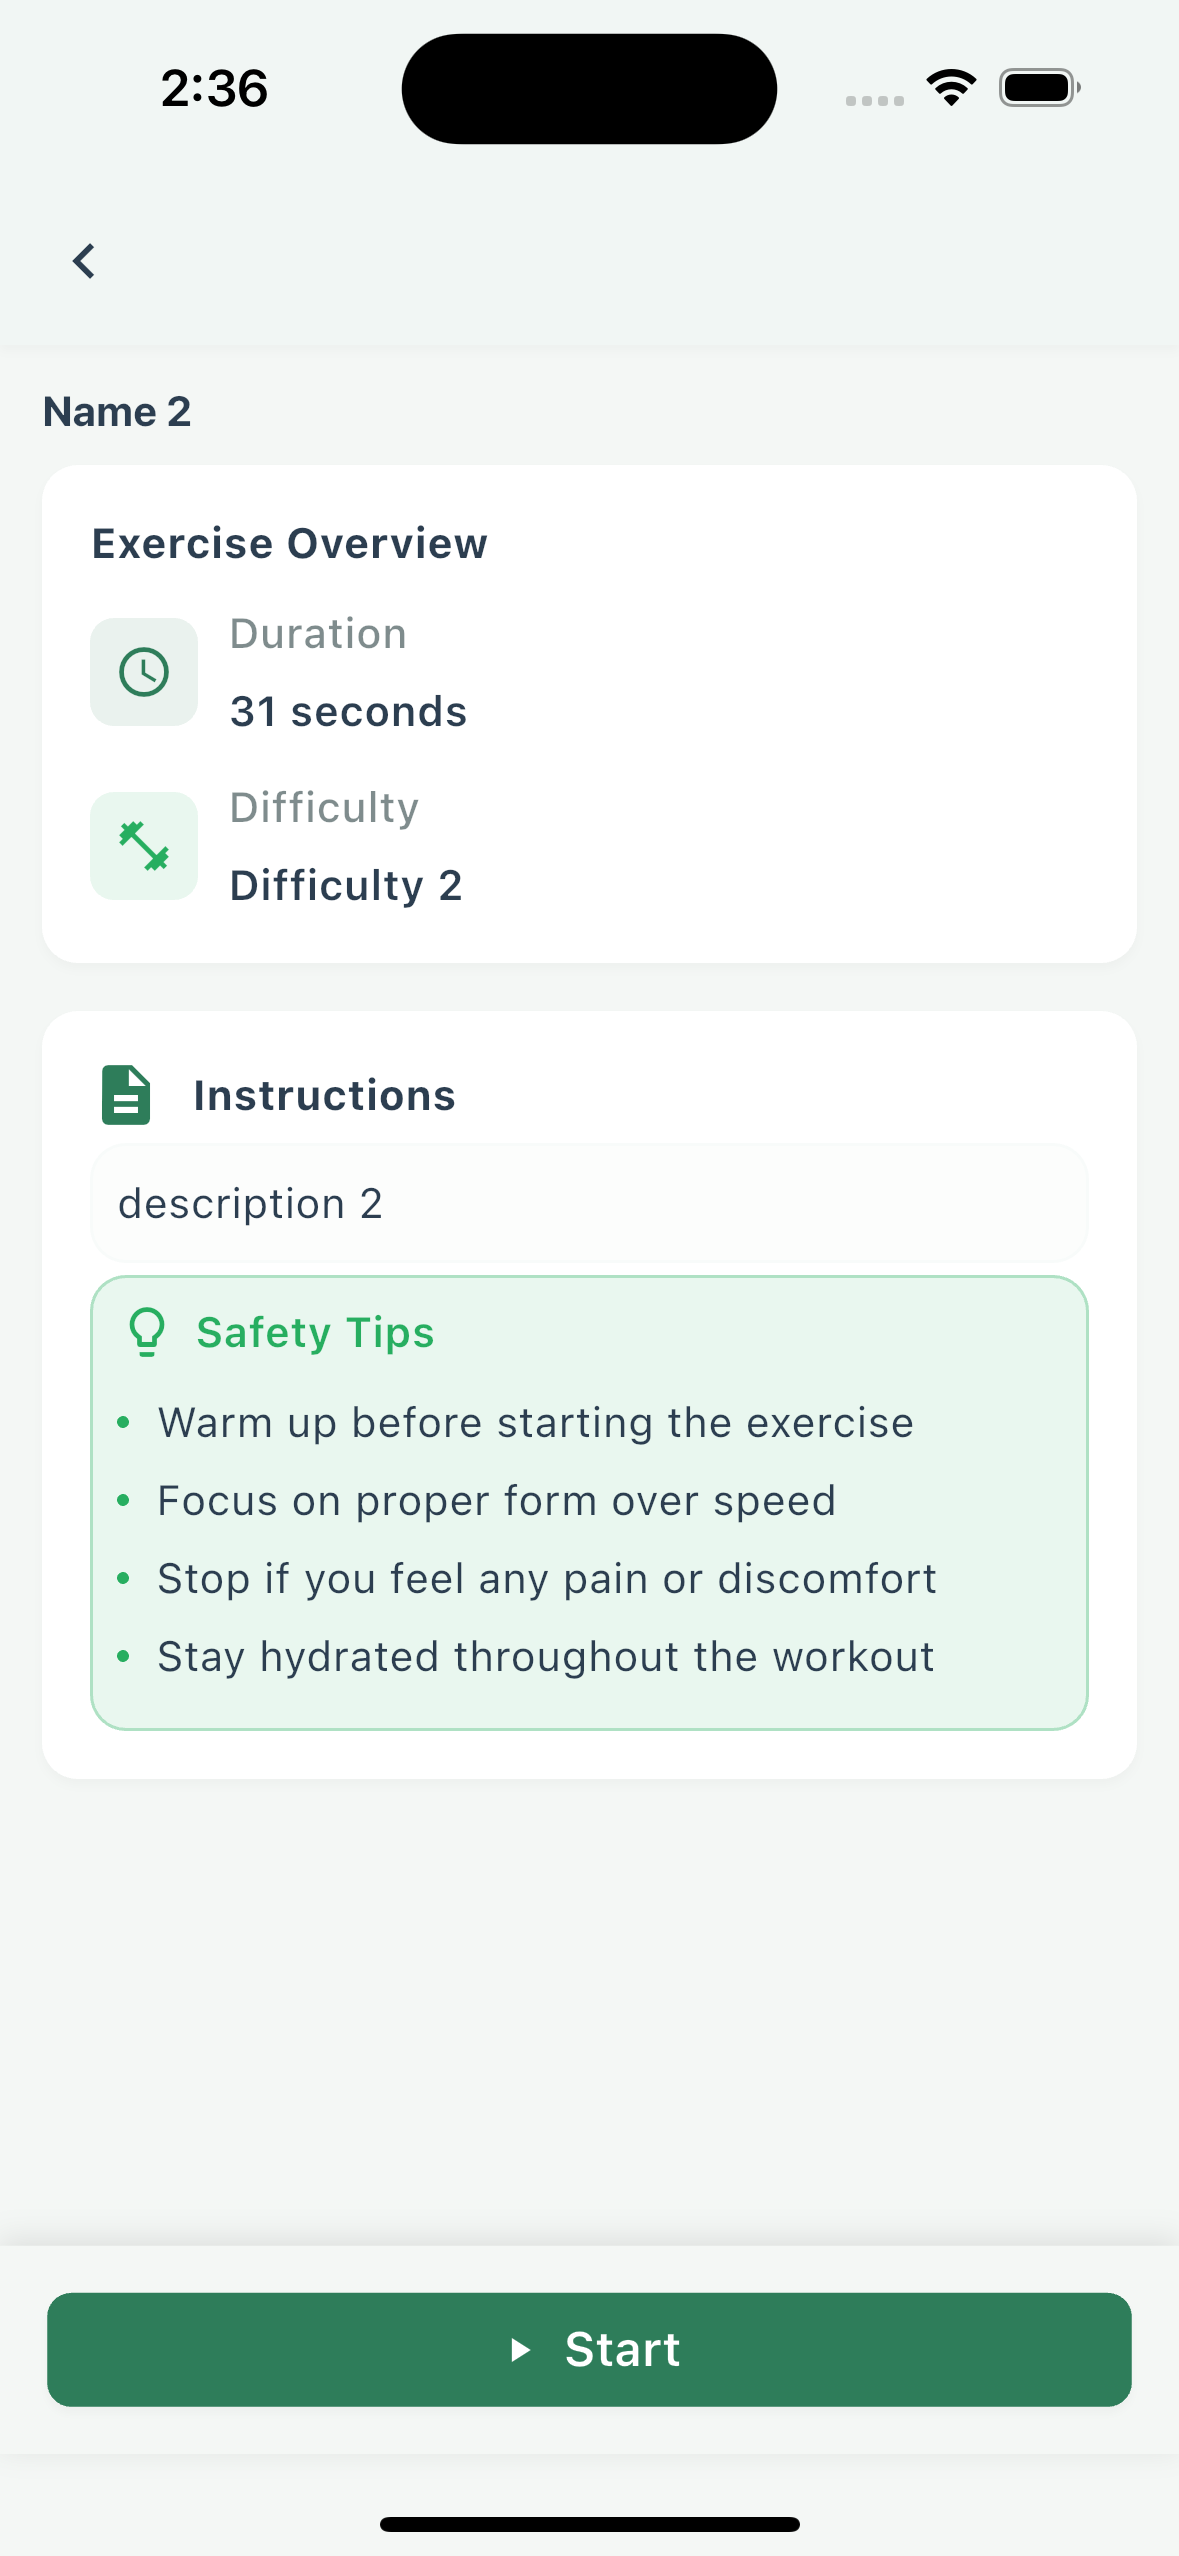 2:36
Name 2
Exercise Overview
Duration
31 seconds
Difficulty
Difficulty 2
Instructions
description 2
Safety Tips
• Warm up before starting the exercise
• Focus on proper form over speed
• Stop if you feel any pain or discomfort
• Stay hydrated throughout the workout
Start